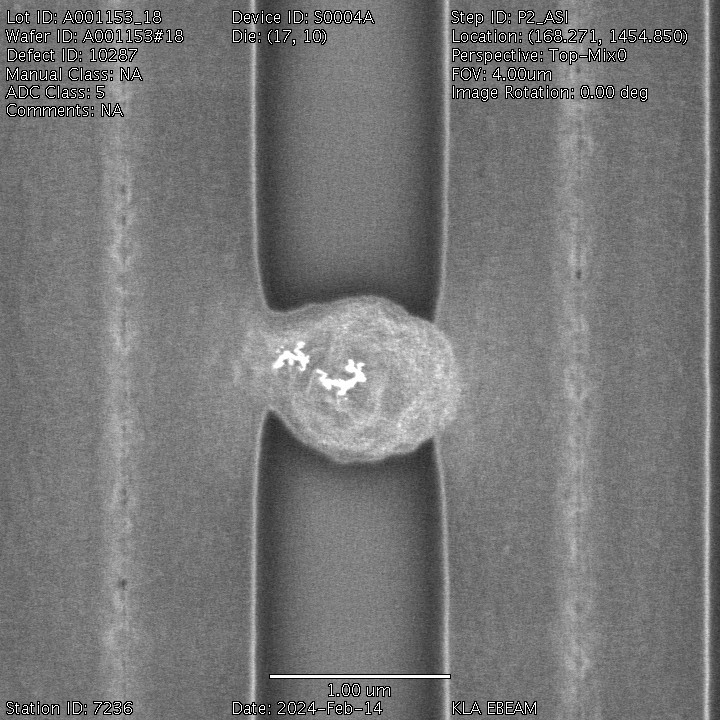 Lot ID: A001153_18
Wafer ID: A001153#18
Defect ID: 10287
Manual Class: NA
ADC Class: 5
Comments: NA
Device ID: S0004A
Die: (17, 10)
Step ID: P2_ASI
Location: (168.271, 1454.850)
Perspective: Top-Mix0
FOV: 4.00um
Image Rotation: 0.00 deg
1.00 um
Station ID: 7236
Date: 2024-Feb-14
KLA EBEAM